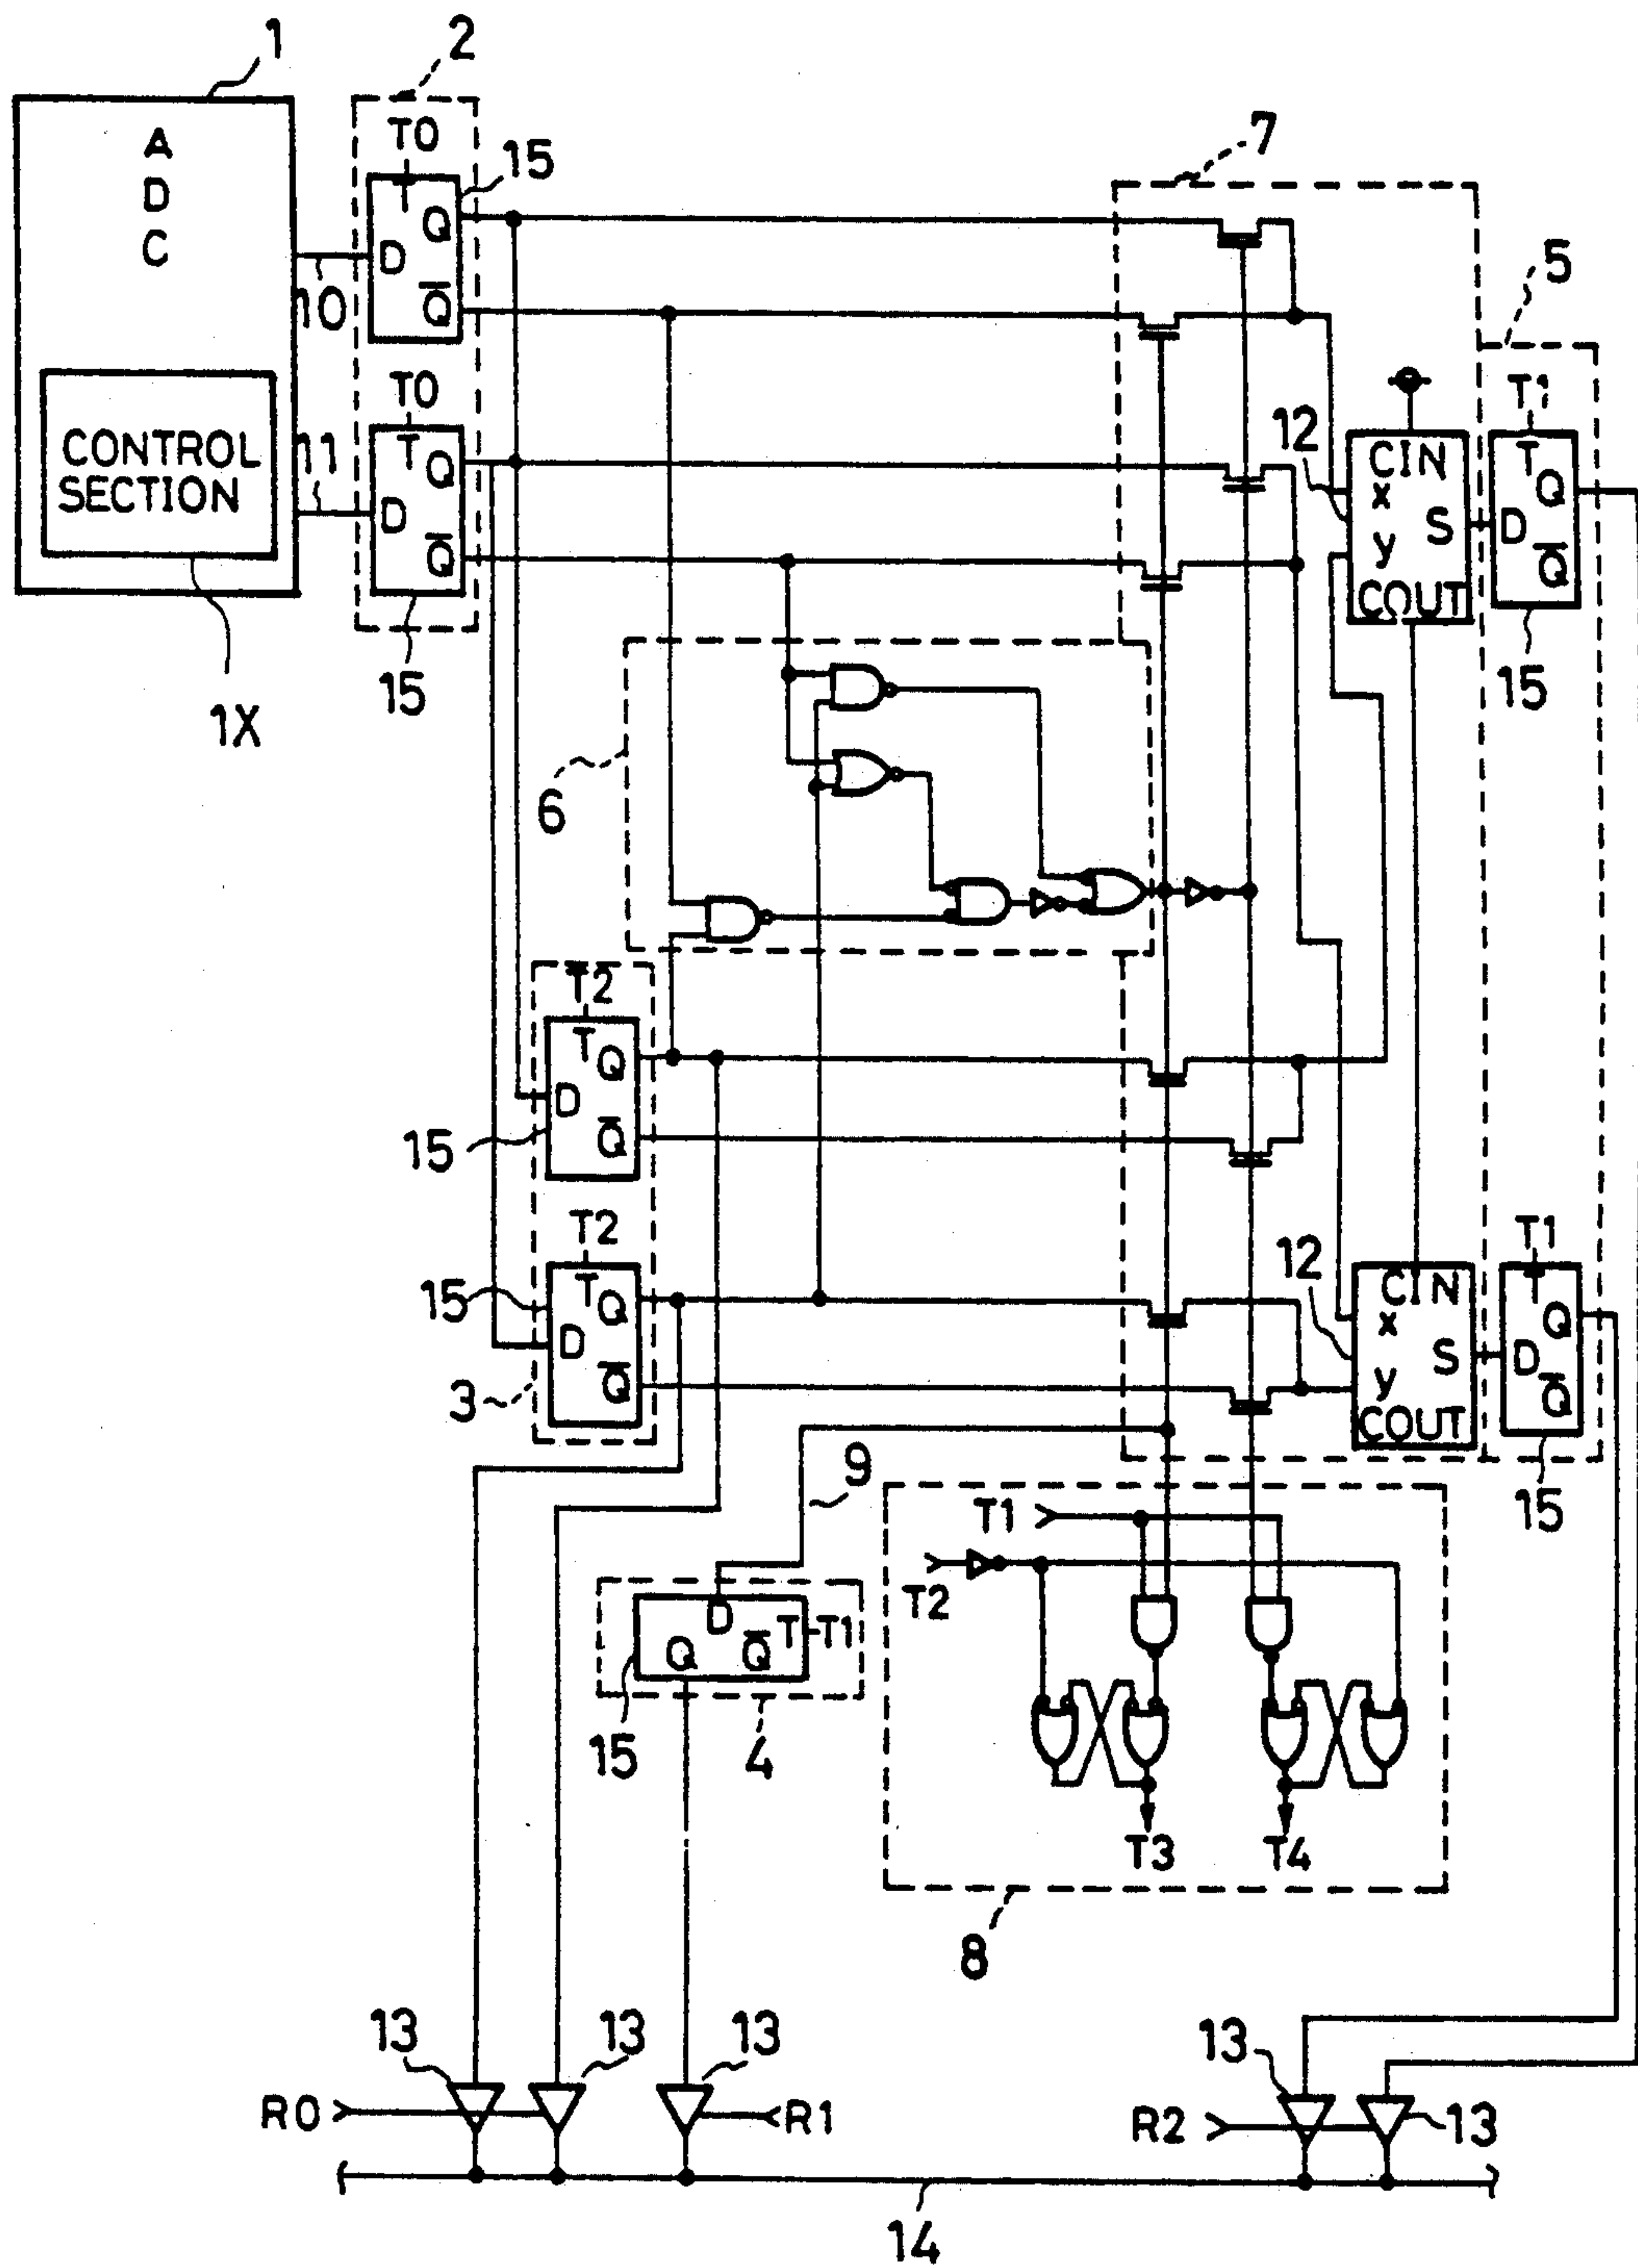 1
2
A
D
C
T0
15
7
T
Q
D
Q̅
10
5
T0
CONTROL
SECTION
11
T
Q
D
Q̅
12
CIN
x
y
S
COUT
T1
T
Q
D
Q̅
1X
15
15
6
T2
T
Q
D
Q̅
15
T2
T
Q
D
Q̅
15
3
12
CIN
x
y
S
COUT
T1
T
Q
D
Q̅
15
9
T1
T2
D
Q
Q̅
T
T1
15
4
T3
T4
8
13
13
13
13
13
R0
R1
R2
14